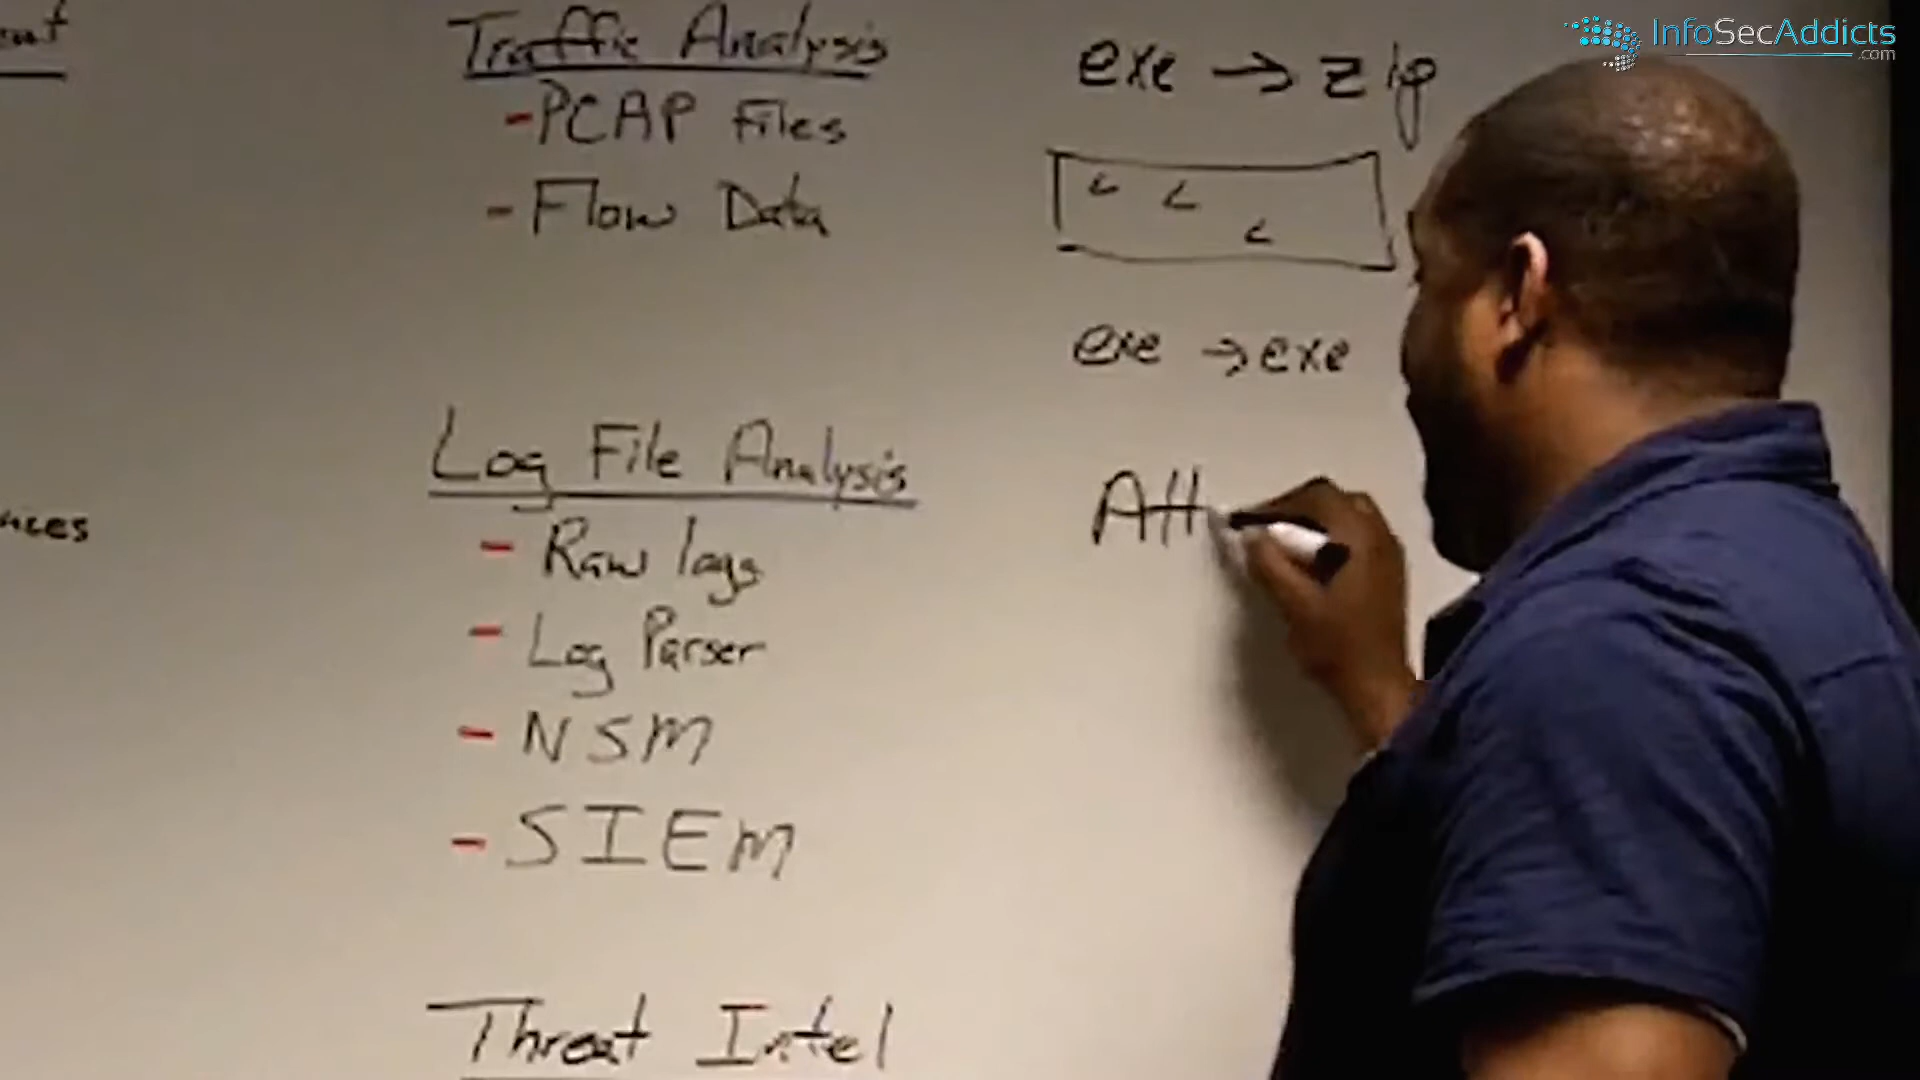 InfoSecAddicts
.com
Traffic Analysis
- PCAP Files
- Flow Data
Log File Analysis
- Raw logs
- Log Parser
- NSM
- SIEM
Threat Intel
exe → zip
exe → exe
Att